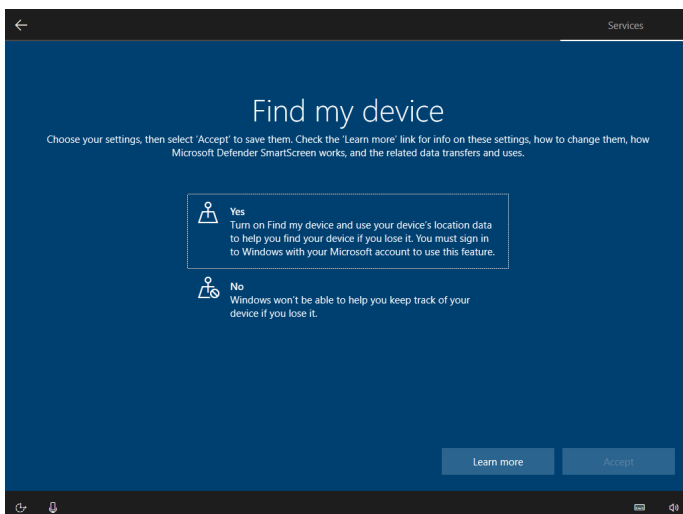 Services
Find my device
Choose your settings, then select 'Accept' to save them. Check the 'Learn more' link for info on these settings, how to change them, how
Microsoft Defender SmartScreen works, and the related data transfers and uses.
Yes
Turn on Find my device and use your device's location data
to help you find your device if you lose it. You must sign in
to Windows with your Microsoft account to use this feature.
No
Windows won't be able to help you keep track of your
device if you lose it.
Learn more
Accept